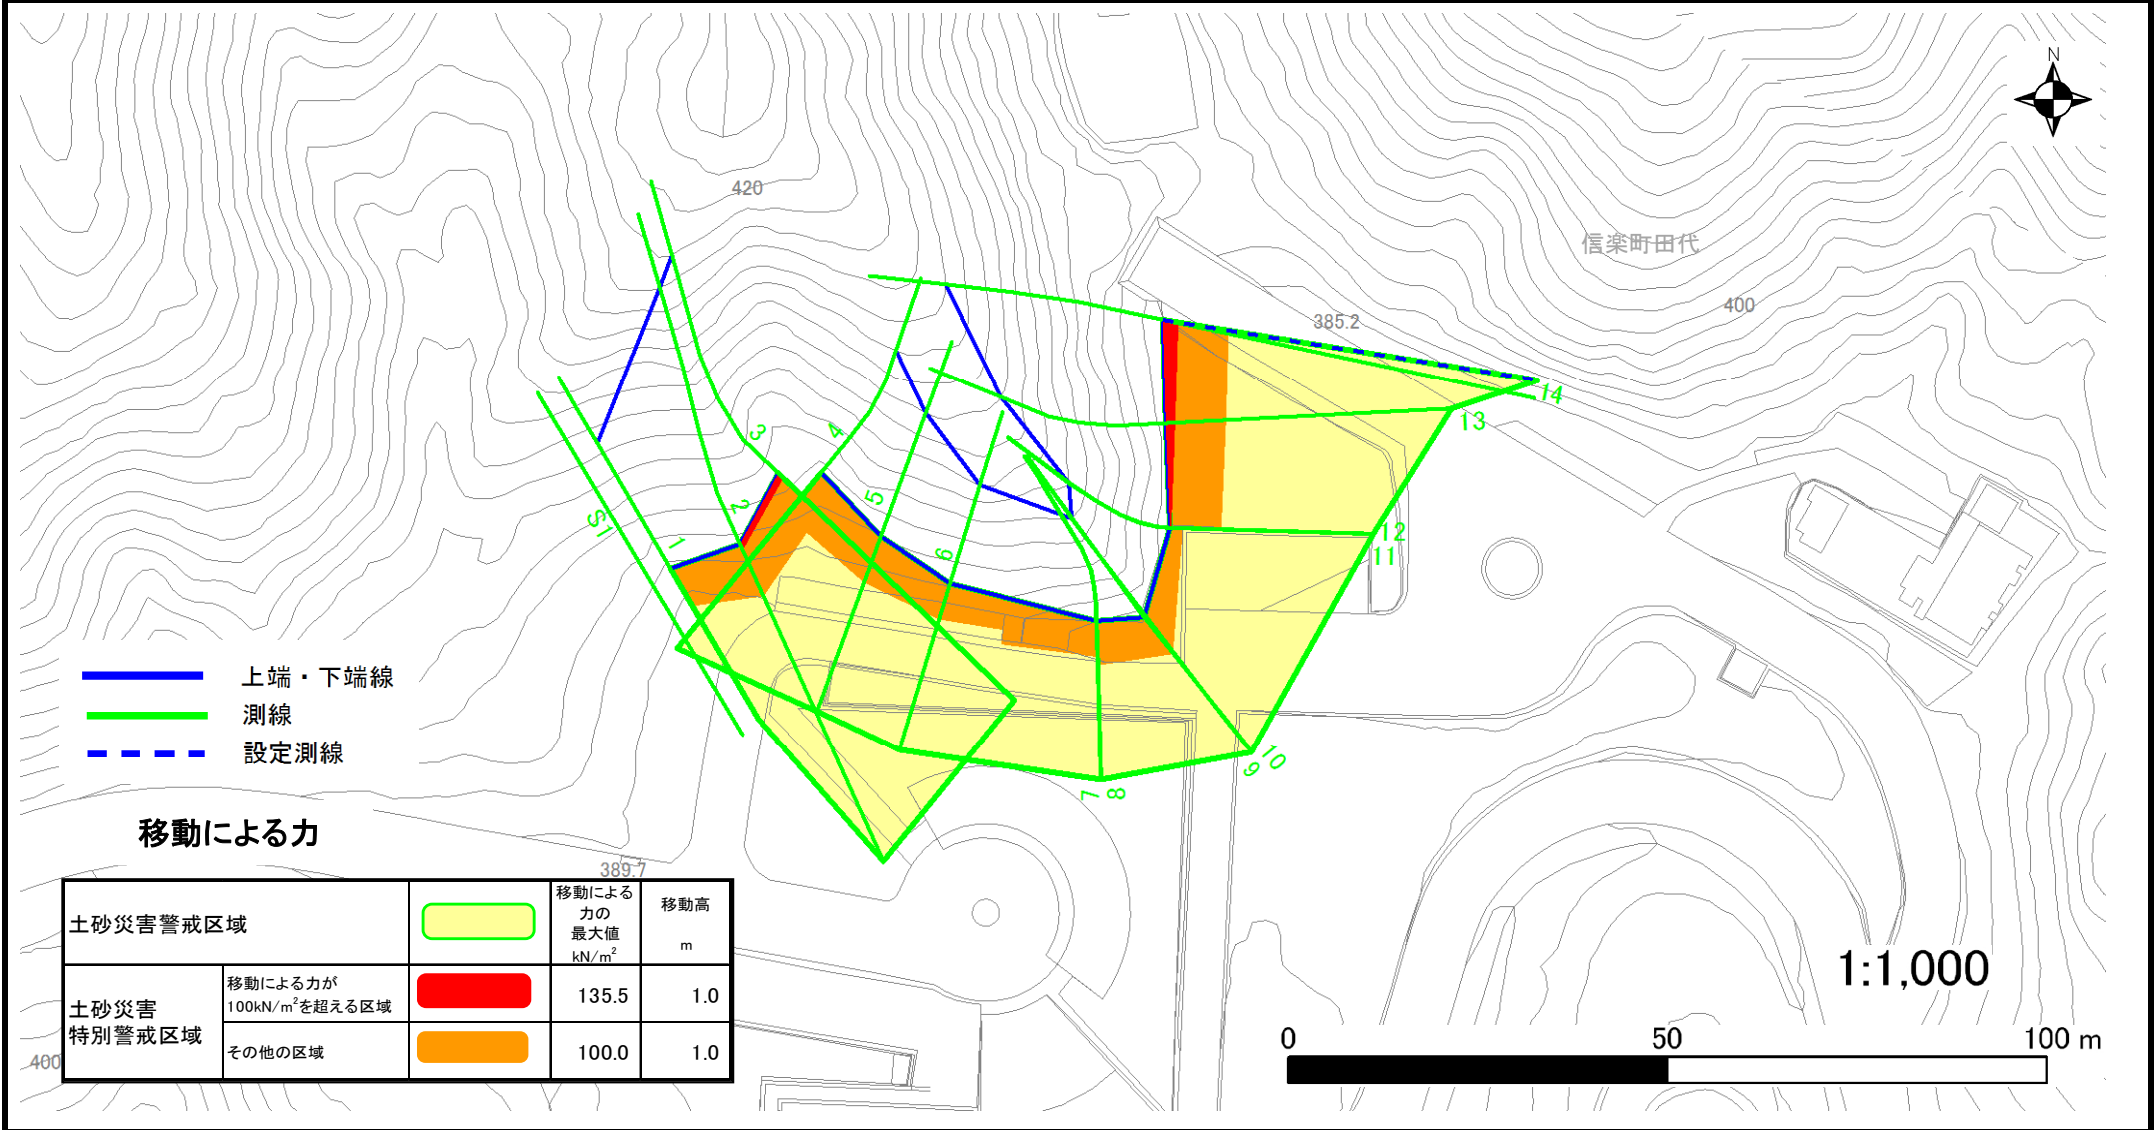 N
420
信楽町田代
400
385.2
14
13
12
11
10
9
8
7
6
5
4
3
2
1
S1
上端・下端線
測線
設定測線
移動による力
389.7
400
土砂災害警戒区域
移動による
力の
最大値
kN/m²
移動高
m
土砂災害
特別警戒区域
移動による力が
100kN/m²を超える区域
135.5
1.0
その他の区域
100.0
1.0
1:1,000
0 50 100 m